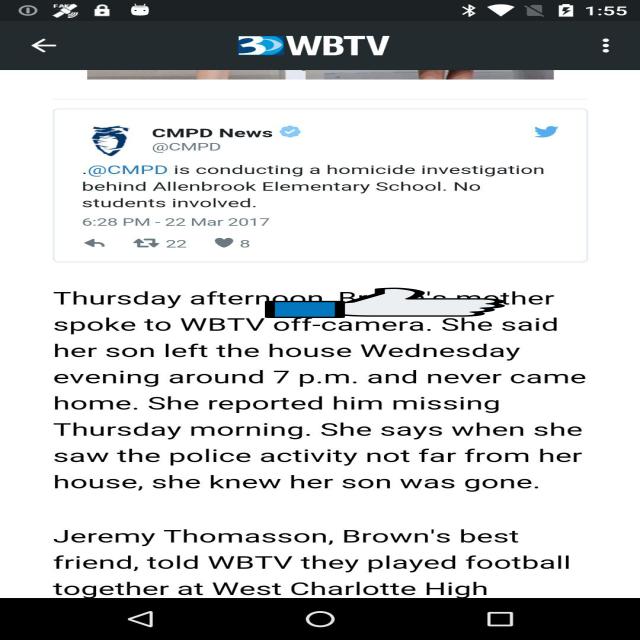 1:55
3 WBTV
CMPD News
@CMPD
.@CMPD is conducting a homicide investigation
behind Allenbrook Elementary School. No
students involved.
6:28 PM - 22 Mar 2017
22 8
Thursday afternoon, Brown's mother
spoke to WBTV off-camera. She said
her son left the house Wednesday
evening around 7 p.m. and never came
home. She reported him missing
Thursday morning. She says when she
saw the police activity not far from her
house, she knew her son was gone.
Jeremy Thomasson, Brown's best
friend, told WBTV they played football
together at West Charlotte High